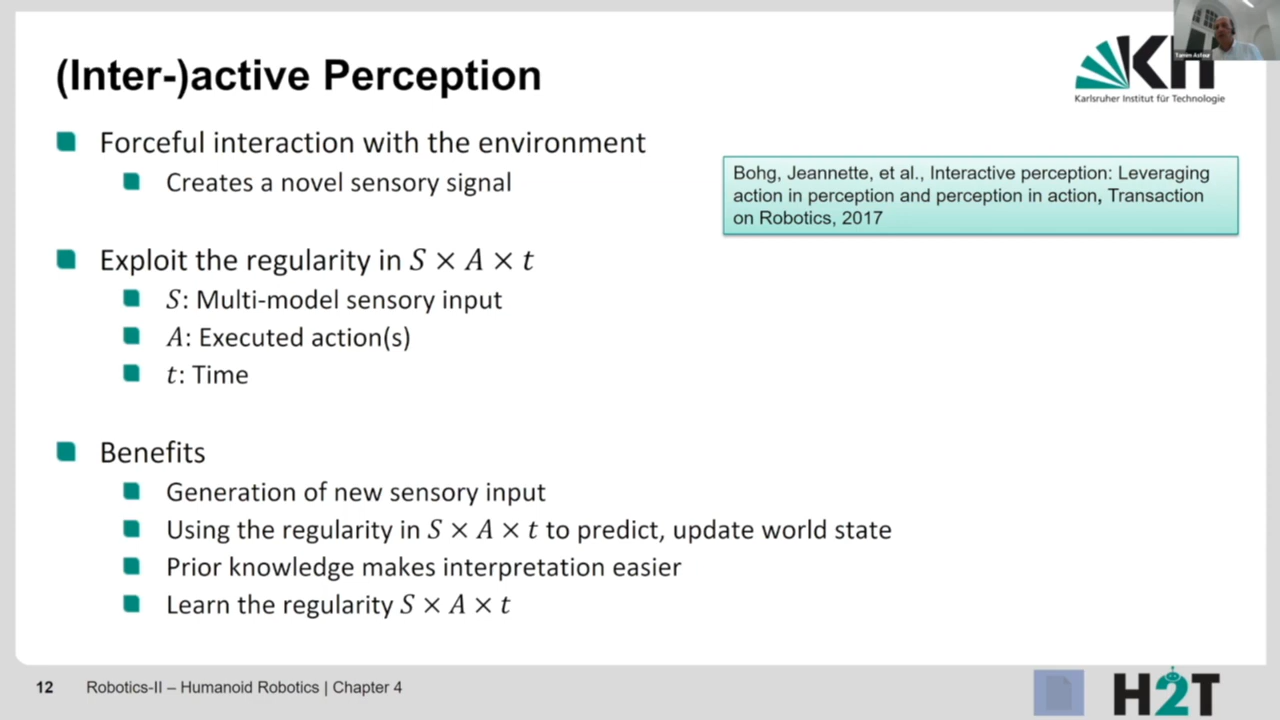 (Inter-)active Perception
KIT
Karlsruher Institut für Technologie
Tamim Asfour
Forceful interaction with the environment
Creates a novel sensory signal
Bohg, Jeannette, et al., Interactive perception: Leveraging
action in perception and perception in action, Transaction
on Robotics, 2017
Exploit the regularity in S × A × t
S: Multi-model sensory input
A: Executed action(s)
t: Time
Benefits
Generation of new sensory input
Using the regularity in S × A × t to predict, update world state
Prior knowledge makes interpretation easier
Learn the regularity S × A × t
12 Robotics-II – Humanoid Robotics | Chapter 4
H2T